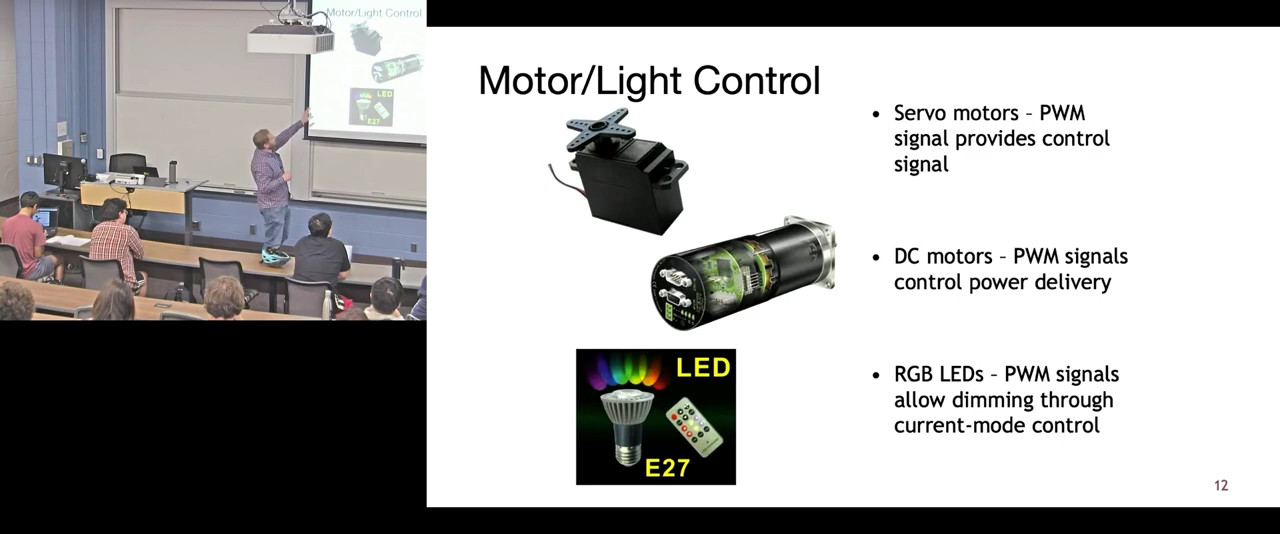 Motor/Light Control
LED
E27
Motor/Light Control
• Servo motors – PWM
signal provides control
signal
• DC motors – PWM signals
control power delivery
• RGB LEDs – PWM signals
allow dimming through
current-mode control
LED
E27
12